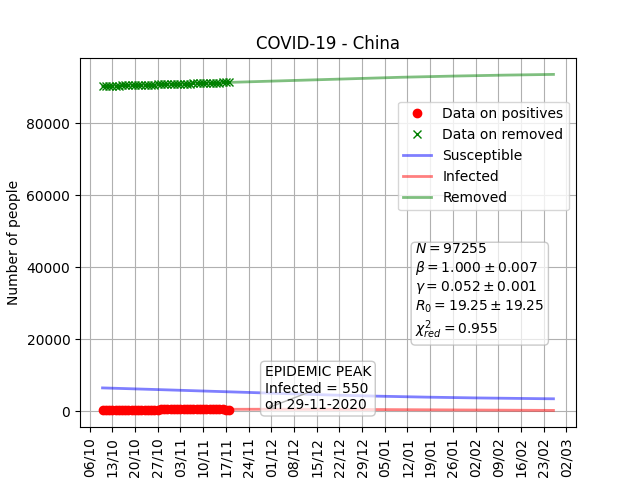 COVID-19 - China
Number of people
80000
60000
40000
20000
0
Data on positives
Data on removed
Susceptible
Infected
Removed
N = 97255
β = 1.000 ± 0.007
γ = 0.052 ± 0.001
R₀ = 19.25 ± 19.25
χ²_red = 0.955
EPIDEMIC PEAK
Infected = 550
on 29-11-2020
06/10 13/10 20/10 27/10 03/11 10/11 17/11 24/11 01/12 08/12 15/12 22/12 29/12 05/01 12/01 19/01 26/01 02/02 09/02 16/02 23/02 02/03